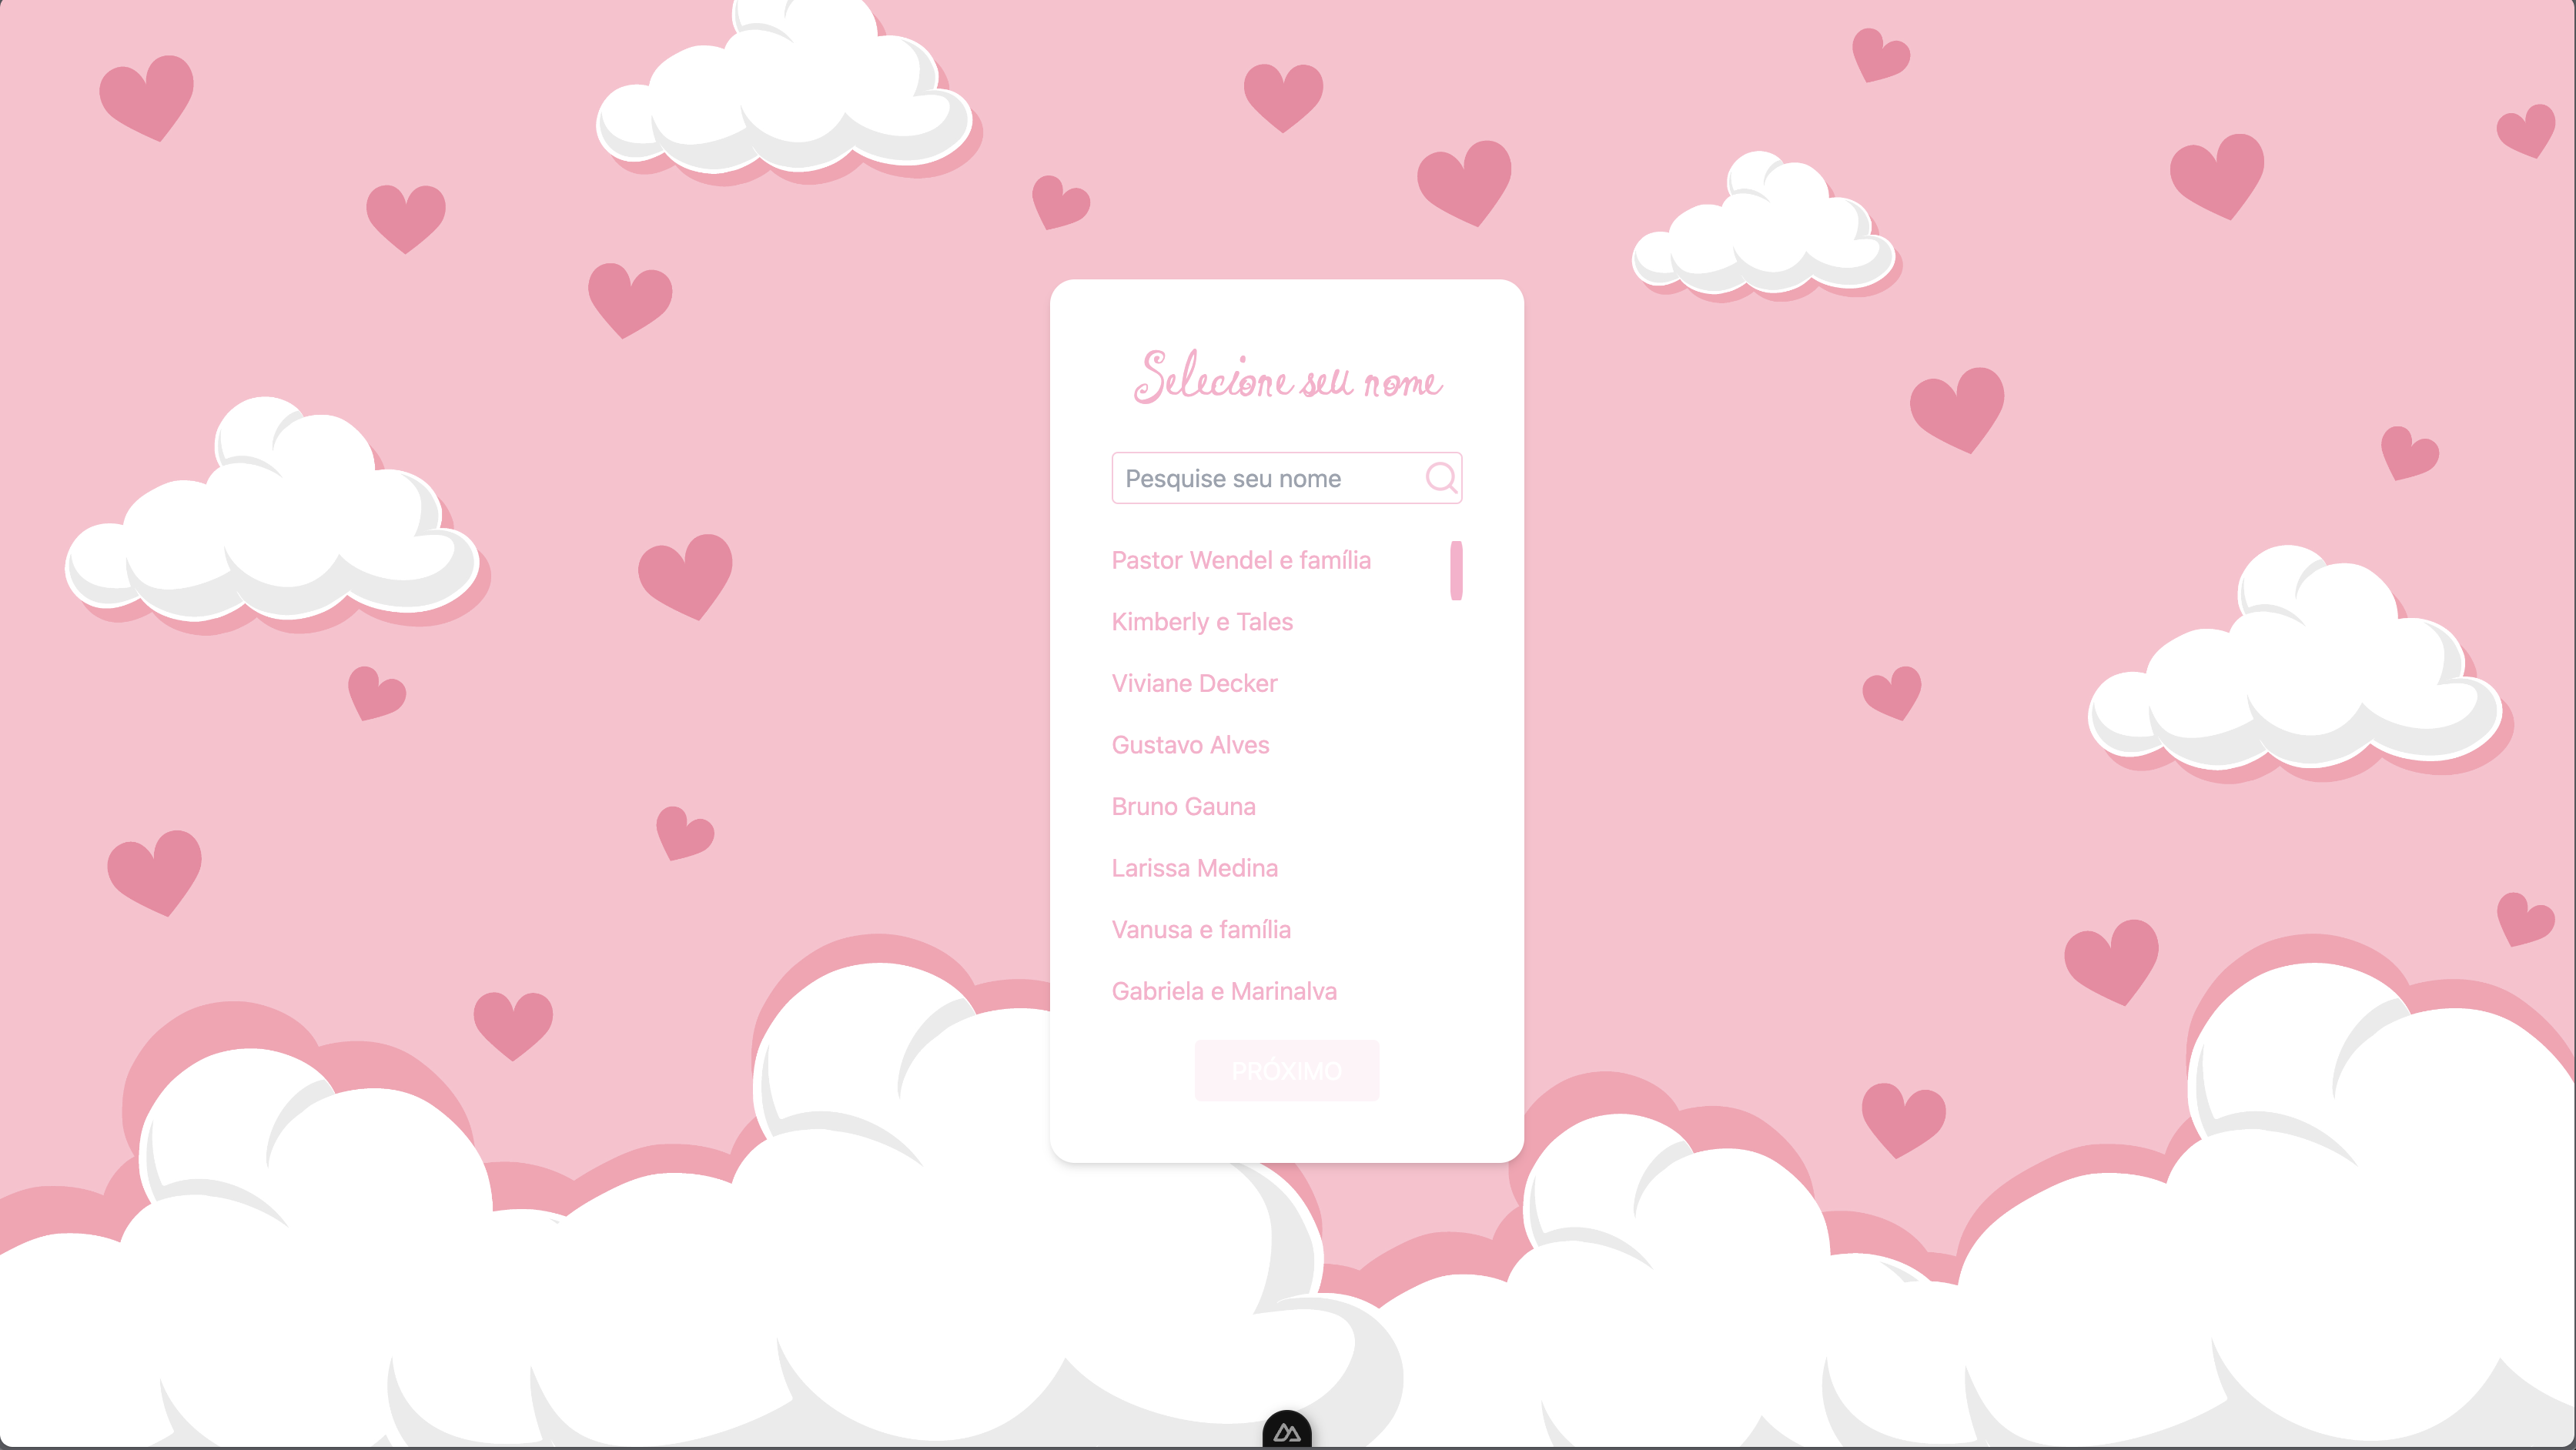 Selecione seu nome
Pesquise seu nome
Pastor Wendel e família
Kimberly e Tales
Viviane Decker
Gustavo Alves
Bruno Gauna
Larissa Medina
Vanusa e família
Gabriela e Marinalva
PRÓXIMO